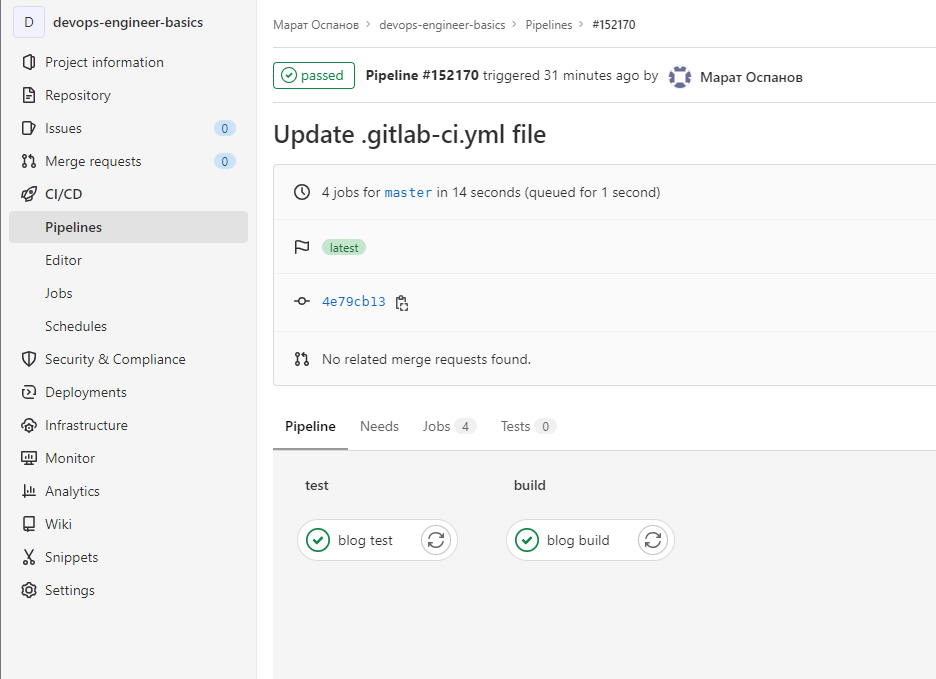 D devops-engineer-basics
Project information
Repository
Issues 0
Merge requests 0
CI/CD
Pipelines
Editor
Jobs
Schedules
Security & Compliance
Deployments
Infrastructure
Monitor
Analytics
Wiki
Snippets
Settings
Марат Оспанов > devops-engineer-basics > Pipelines > #152170
passed Pipeline #152170 triggered 31 minutes ago by Марат Оспанов
Update .gitlab-ci.yml file
4 jobs for master in 14 seconds (queued for 1 second)
latest
4e79cb13
No related merge requests found.
Pipeline Needs Jobs 4 Tests 0
test build
blog test blog build